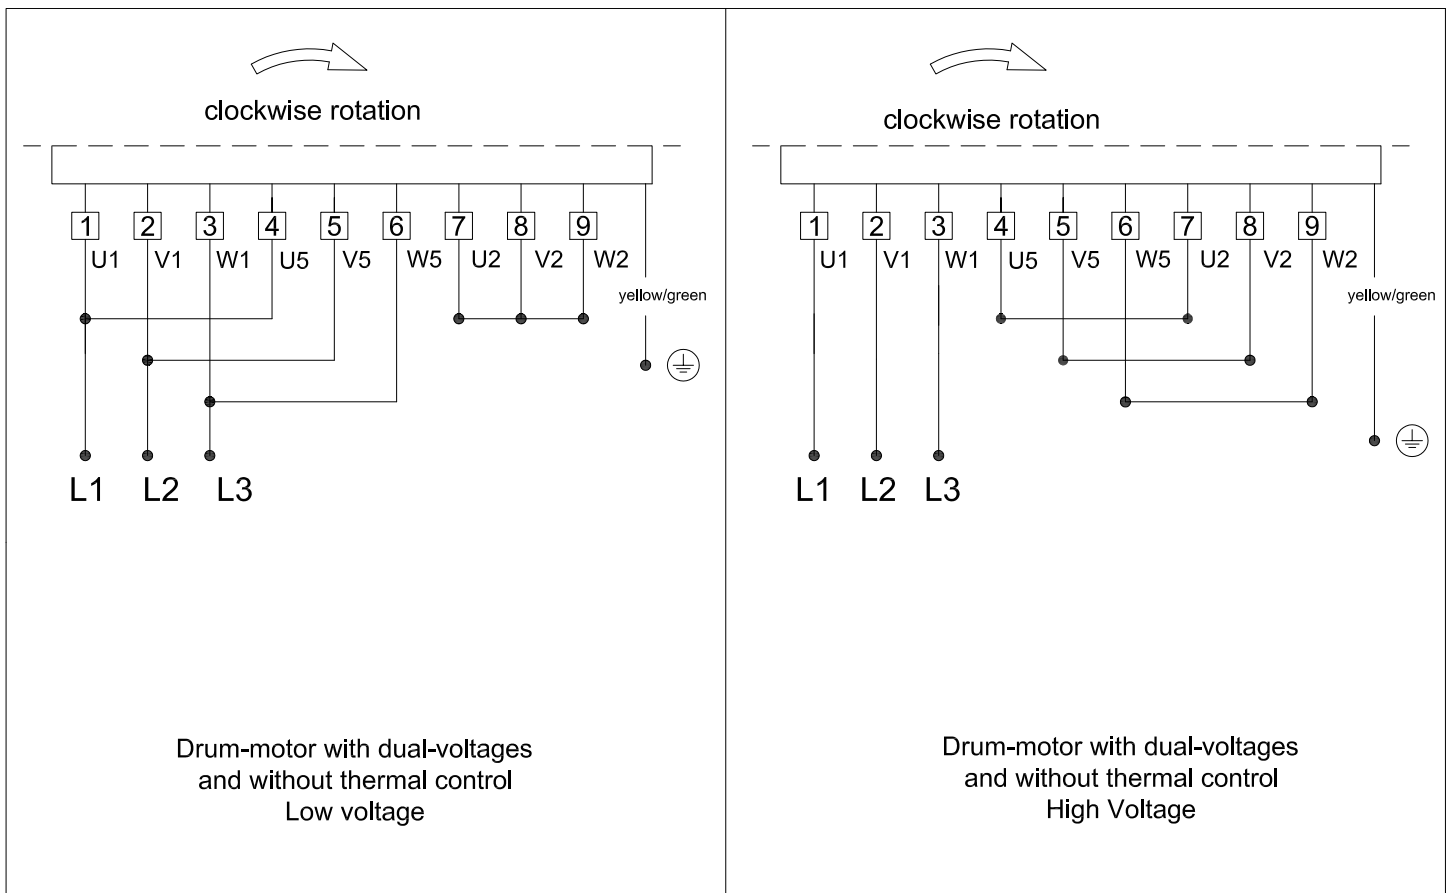 clockwise rotation
1 2 3 4 5 6 7 8 9
U1 V1 W1 U5 V5 W5 U2 V2 W2
yellow/green
L1 L2 L3
Drum-motor with dual-voltages
and without thermal control
Low voltage
clockwise rotation
1 2 3 4 5 6 7 8 9
U1 V1 W1 U5 V5 W5 U2 V2 W2
yellow/green
L1 L2 L3
Drum-motor with dual-voltages
and without thermal control
High Voltage